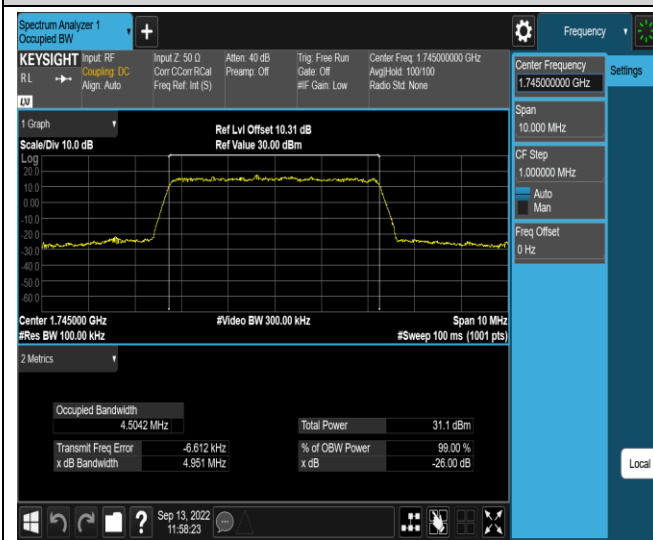 Spectrum Analyzer 1
Occupied BW
+
Frequency
KEYSIGHT
RL
LXI
Input: RF
Coupling: DC
Align: Auto
Input Z: 50 Ω
Corr CCorr RCal
Freq Ref: Int (S)
Atten: 40 dB
Preamp: Off
Trig: Free Run
Gate: Off
#IF Gain: Low
Center Freq: 1.745000000 GHz
Avg|Hold: 100/100
Radio Std: None
Center Frequency
1.745000000 GHz
Settings
Span
10.000 MHz
CF Step
1.000000 MHz
Auto
Man
Freq Offset
0 Hz
1 Graph
Scale/Div 10.0 dB
Ref Lvl Offset 10.31 dB
Ref Value 30.00 dBm
Log
20.0
10.0
0.00
-10.0
-20.0
-30.0
-50.0
-60.0
Center 1.745000 GHz
#Res BW 100.00 kHz
#Video BW 300.00 kHz
Span 10 MHz
#Sweep 100 ms (1001 pts)
2 Metrics
Occupied Bandwidth
4.5042 MHz
Total Power 31.1 dBm
Transmit Freq Error -6.612 kHz
% of OBW Power 99.00 %
x dB Bandwidth 4.951 MHz
x dB -26.00 dB
Local
?
Sep 13, 2022
11:58:23